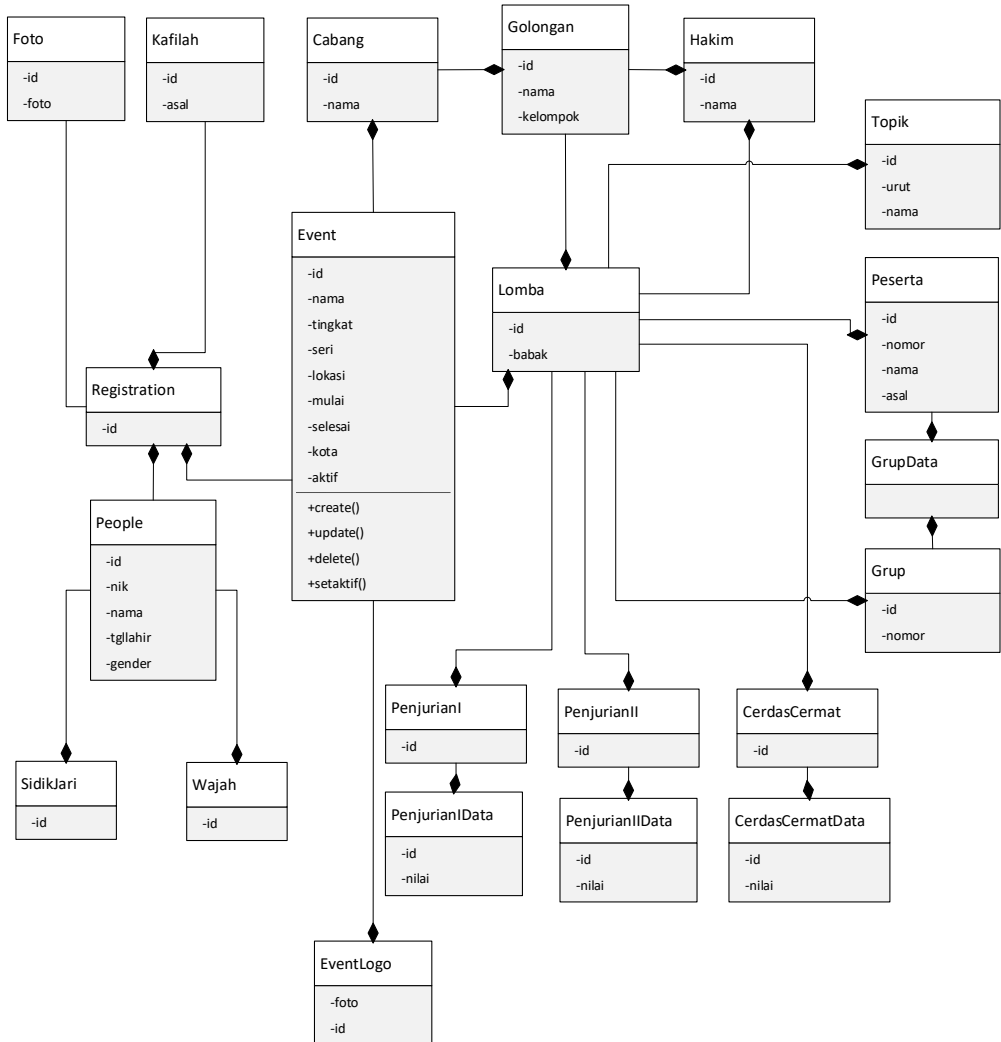 Foto
-id
-foto
Kafilah
-id
-asal
Cabang
-id
-nama
Golongan
-id
-nama
-kelompok
Hakim
-id
-nama
Topik
-id
-urut
-nama
Event
-id
-nama
-tingkat
-seri
-lokasi
-mulai
-selesai
-kota
-aktif
+create()
+update()
+delete()
+setaktif()
Lomba
-id
-babak
Peserta
-id
-nomor
-nama
-asal
Registration
-id
GrupData
People
-id
-nik
-nama
-tgllahir
-gender
Grup
-id
-nomor
PenjurianI
-id
PenjurianII
-id
CerdasCermat
-id
SidikJari
-id
Wajah
-id
PenjurianIData
-id
-nilai
PenjurianIIData
-id
-nilai
CerdasCermatData
-id
-nilai
EventLogo
-foto
-id